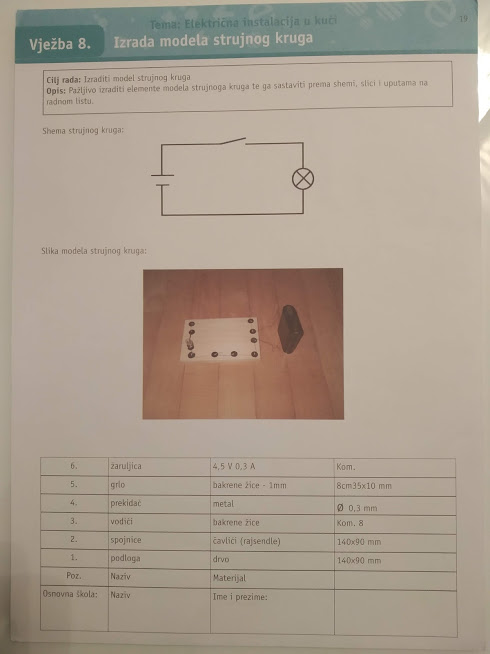 Tema: Električna instalacija u kući
19
Vježba 8.
Izrada modela strujnog kruga
Cilj rada: Izraditi model strujnog kruga
Opis: Pažljivo izraditi elemente modela strujnoga kruga te ga sastaviti prema shemi, slici i uputama na
radnom listu.
Shema strujnog kruga:
Slika modela strujnog kruga:
6. žaruljica 4,5 V 0,3 A Kom.
5. grlo bakrene žice - 1mm 8cm35x10 mm
4. prekidač metal Ø 0,3 mm
3. vodiči bakrene žice Kom. 8
2. spojnice čavlići (rajsendle) 140x90 mm
1. podloga drvo 140x90 mm
Poz. Naziv Materijal
Osnovna škola: Naziv Ime i prezime: